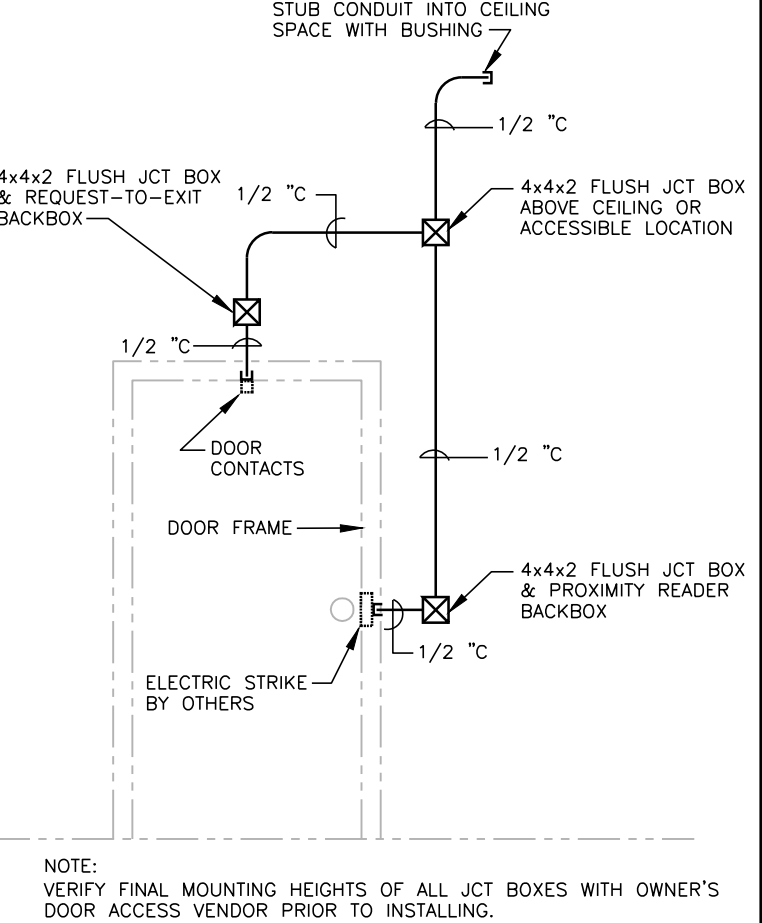 STUB CONDUIT INTO CEILING
SPACE WITH BUSHING
1/2 "C
4x4x2 FLUSH JCT BOX
& REQUEST-TO-EXIT
BACKBOX
1/2 "C
4x4x2 FLUSH JCT BOX
ABOVE CEILING OR
ACCESSIBLE LOCATION
1/2 "C
DOOR
CONTACTS
1/2 "C
DOOR FRAME
4x4x2 FLUSH JCT BOX
& PROXIMITY READER
BACKBOX
1/2 "C
ELECTRIC STRIKE
BY OTHERS
NOTE:
VERIFY FINAL MOUNTING HEIGHTS OF ALL JCT BOXES WITH OWNER'S
DOOR ACCESS VENDOR PRIOR TO INSTALLING.